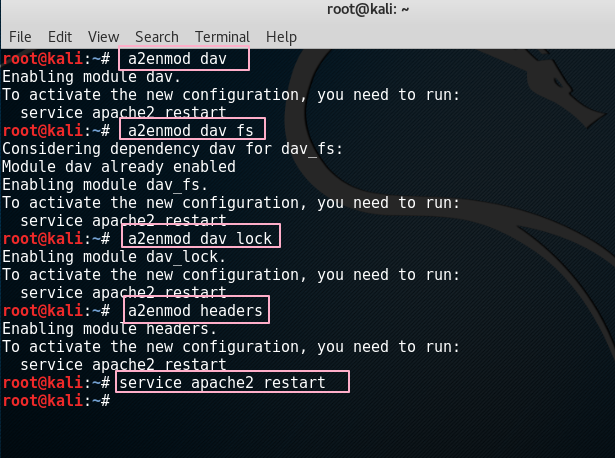 root@kali: ~
File Edit View Search Terminal Help
root@kali:~# a2enmod dav
Enabling module dav.
To activate the new configuration, you need to run:
  service apache2 restart
root@kali:~# a2enmod dav_fs
Considering dependency dav for dav_fs:
Module dav already enabled
Enabling module dav_fs.
To activate the new configuration, you need to run:
  service apache2 restart
root@kali:~# a2enmod dav_lock
Enabling module dav_lock.
To activate the new configuration, you need to run:
  service apache2 restart
root@kali:~# a2enmod headers
Enabling module headers.
To activate the new configuration, you need to run:
  service apache2 restart
root@kali:~# service apache2 restart
root@kali:~#